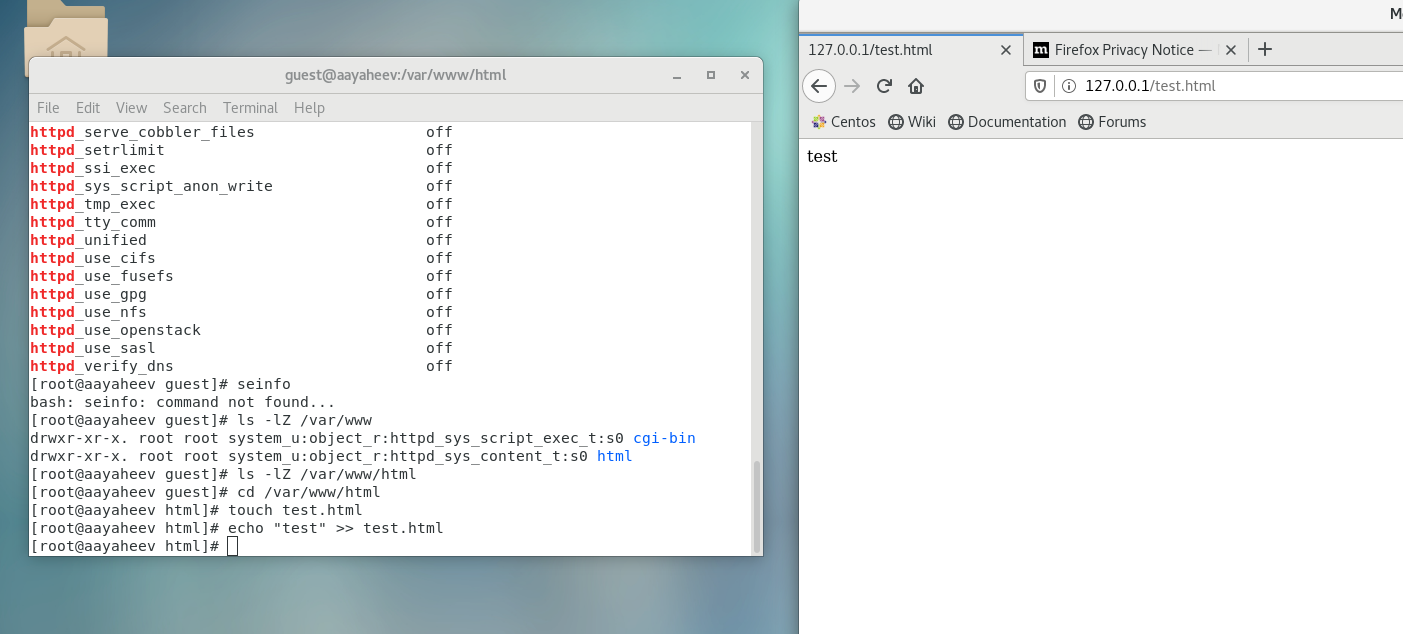 guest@aayaheev:/var/www/html
File Edit View Search Terminal Help
httpd_serve_cobbler_files off
httpd_setrlimit off
httpd_ssi_exec off
httpd_sys_script_anon_write off
httpd_tmp_exec off
httpd_tty_comm off
httpd_unified off
httpd_use_cifs off
httpd_use_fusefs off
httpd_use_gpg off
httpd_use_nfs off
httpd_use_openstack off
httpd_use_sasl off
httpd_verify_dns off
[root@aayaheev guest]# seinfo
bash: seinfo: command not found...
[root@aayaheev guest]# ls -lZ /var/www
drwxr-xr-x. root root system_u:object_r:httpd_sys_script_exec_t:s0 cgi-bin
drwxr-xr-x. root root system_u:object_r:httpd_sys_content_t:s0 html
[root@aayaheev guest]# ls -lZ /var/www/html
[root@aayaheev guest]# cd /var/www/html
[root@aayaheev html]# touch test.html
[root@aayaheev html]# echo "test" >> test.html
[root@aayaheev html]#
127.0.0.1/test.html
Firefox Privacy Notice —
127.0.0.1/test.html
Centos Wiki Documentation Forums
test